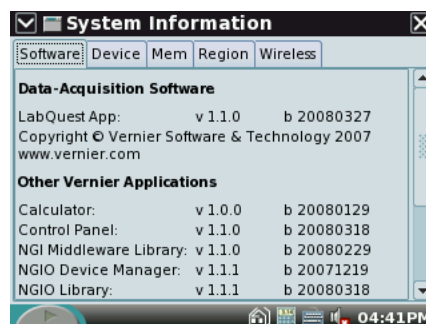 System Information
Software Device Mem Region Wireless
Data-Acquisition Software
LabQuest App: v 1.1.0 b 20080327
Copyright © Vernier Software & Technology 2007
www.vernier.com
Other Vernier Applications
Calculator: v 1.0.0 b 20080129
Control Panel: v 1.1.0 b 20080318
NGI Middleware Library: v 1.1.0 b 20080229
NGIO Device Manager: v 1.1.1 b 20071219
NGIO Library: v 1.1.1 b 20080318
04:41PM